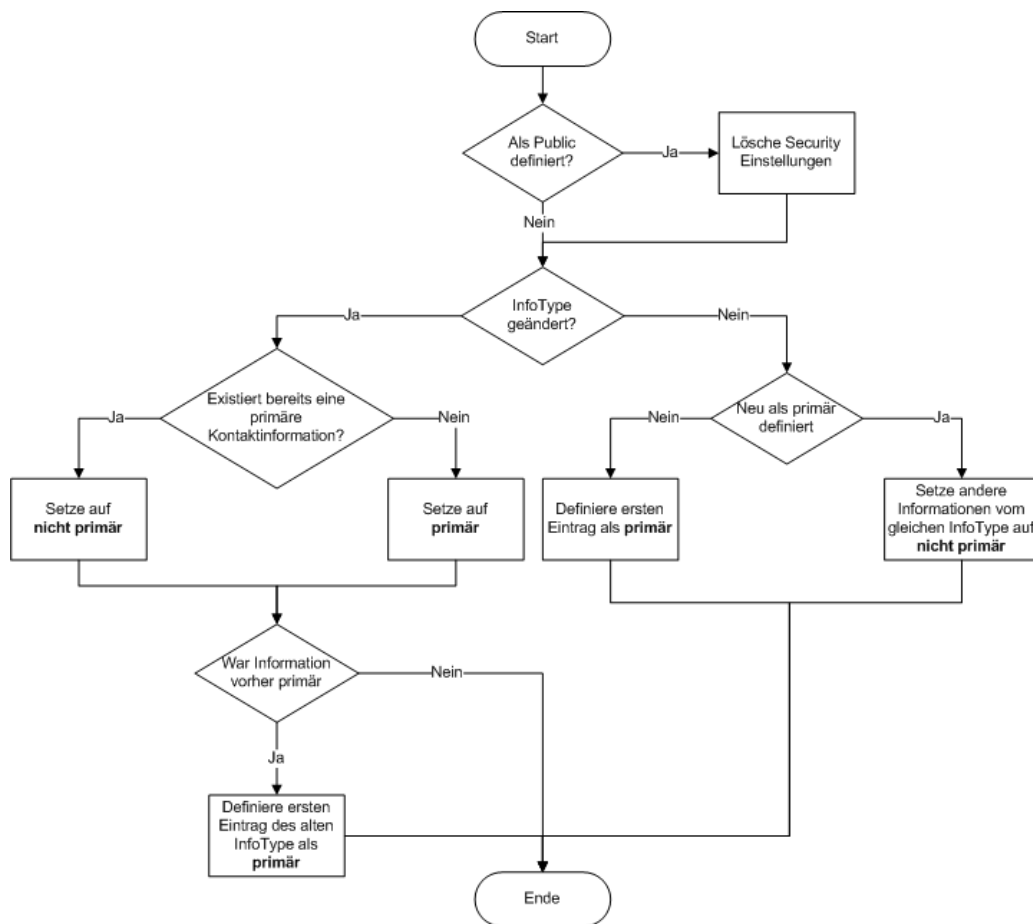 Start
Als Public
definiert?
Ja
Lösche Security
Einstellungen
Nein
InfoType
geändert?
Ja
Nein
Existiert bereits eine
primäre
Kontaktinformation?
Ja
Nein
Neu als primär
definiert
Nein
Ja
Setze auf
nicht primär
Setze auf
primär
Definiere ersten
Eintrag als primär
Setze andere
Informationen vom
gleichen InfoType auf
nicht primär
War Information
vorher primär
Nein
Ja
Definiere ersten
Eintrag des alten
InfoType als
primär
Ende